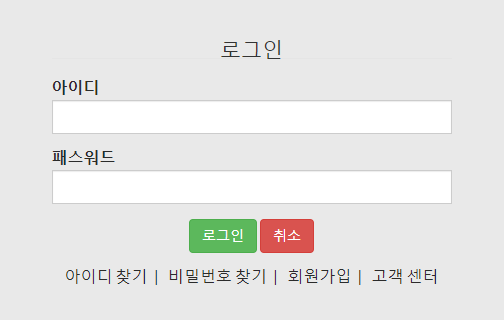 로그인
아이디
패스워드
로그인 취소
아이디 찾기 | 비밀번호 찾기 | 회원가입 | 고객 센터